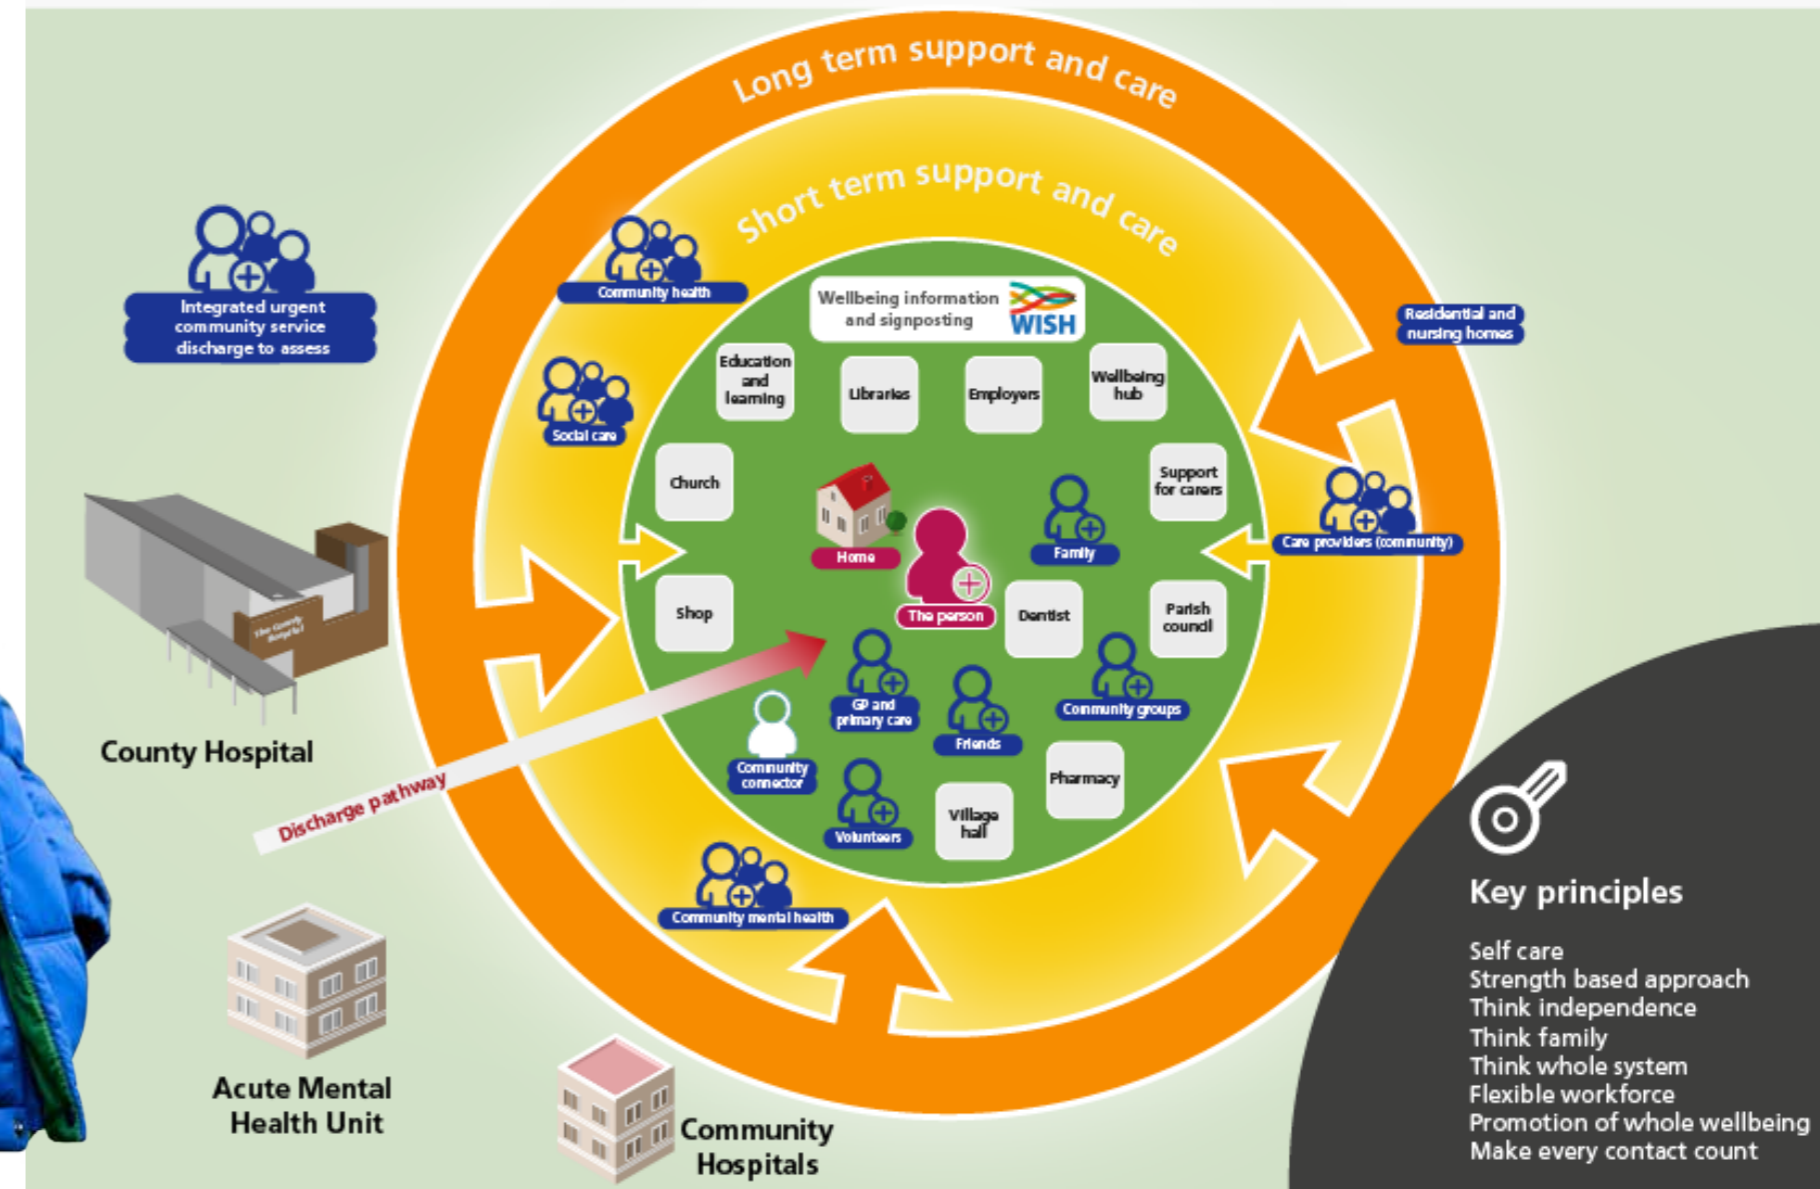 Long term support and care
Short term support and care
Integrated urgent
community service
discharge to assess
Community health
Social care
Wellbeing information
and signposting
WISH
Education
and
learning
Libraries
Employers
Wellbeing
hub
Residential and
nursing homes
Church
Support
for carers
Home
Family
Care providers (community)
The County
Hospital
Shop
The person
Dentist
Parish
council
County Hospital
Discharge pathway
GP and
primary care
Friends
Community groups
Community
connector
Volunteers
Village
hall
Pharmacy
Community mental health
Acute Mental
Health Unit
Community
Hospitals
Key principles
Self care
Strength based approach
Think independence
Think family
Think whole system
Flexible workforce
Promotion of whole wellbeing
Make every contact count